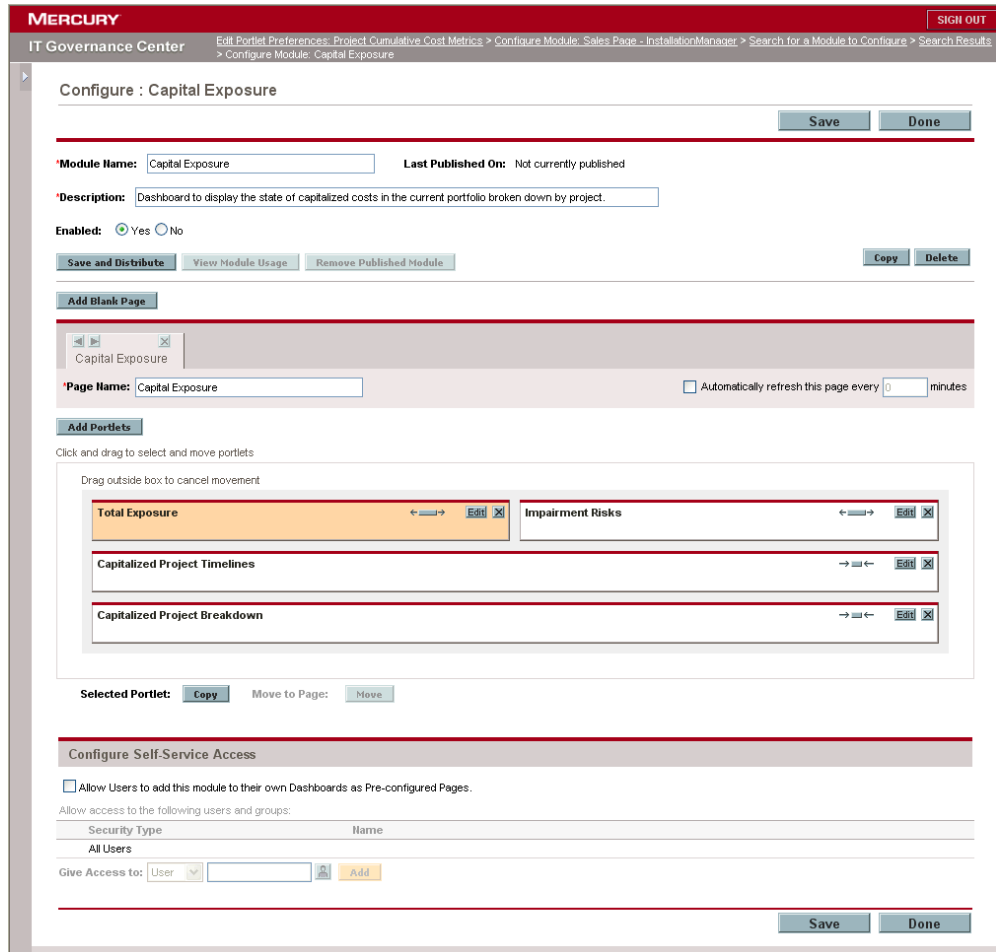 MERCURY
SIGN OUT
IT Governance Center
Edit Portlet Preferences: Project Cumulative Cost Metrics > Configure Module: Sales Page - InstallationManager > Search for a Module to Configure > Search Results
> Configure Module: Capital Exposure
Configure : Capital Exposure
Save Done
*Module Name: Capital Exposure Last Published On: Not currently published
*Description: Dashboard to display the state of capitalized costs in the current portfolio broken down by project.
Enabled: Yes No
Save and Distribute View Module Usage Remove Published Module Copy Delete
Add Blank Page
Capital Exposure
*Page Name: Capital Exposure Automatically refresh this page every 0 minutes
Add Portlets
Click and drag to select and move portlets
Drag outside box to cancel movement
Total Exposure Edit Impairment Risks Edit
Capitalized Project Timelines Edit
Capitalized Project Breakdown Edit
Selected Portlet: Copy Move to Page: Move
Configure Self-Service Access
Allow Users to add this module to their own Dashboards as Pre-configured Pages.
Allow access to the following users and groups:
Security Type Name
All Users
Give Access to: User Add
Save Done